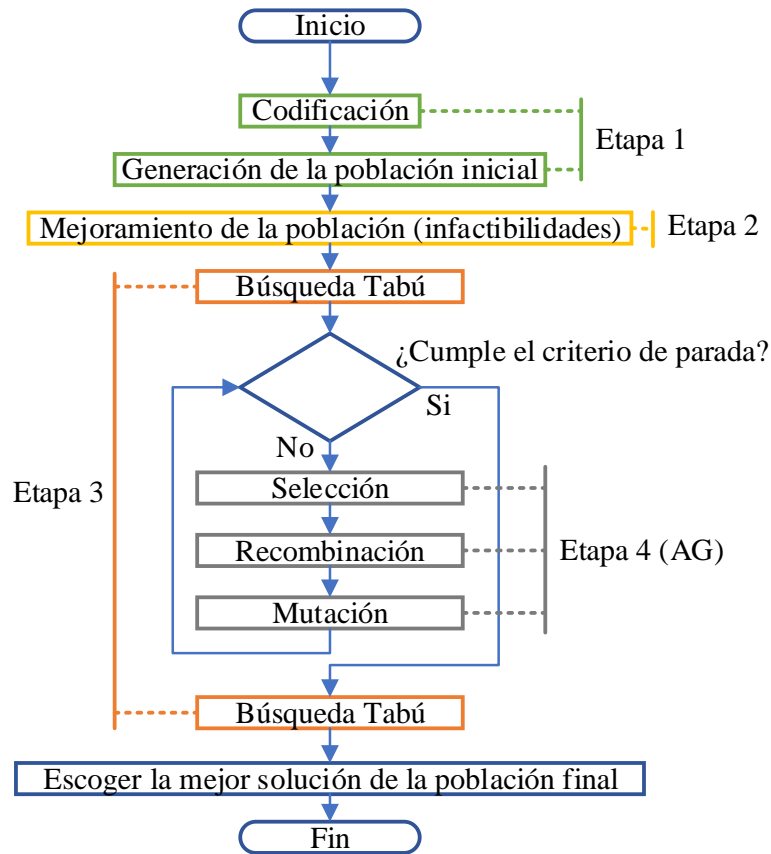 Inicio
Codificación
Etapa 1
Generación de la población inicial
Mejoramiento de la población (infactibilidades)
Etapa 2
Búsqueda Tabú
¿Cumple el criterio de parada?
Si
No
Etapa 3
Selección
Recombinación
Etapa 4 (AG)
Mutación
Búsqueda Tabú
Escoger la mejor solución de la población final
Fin